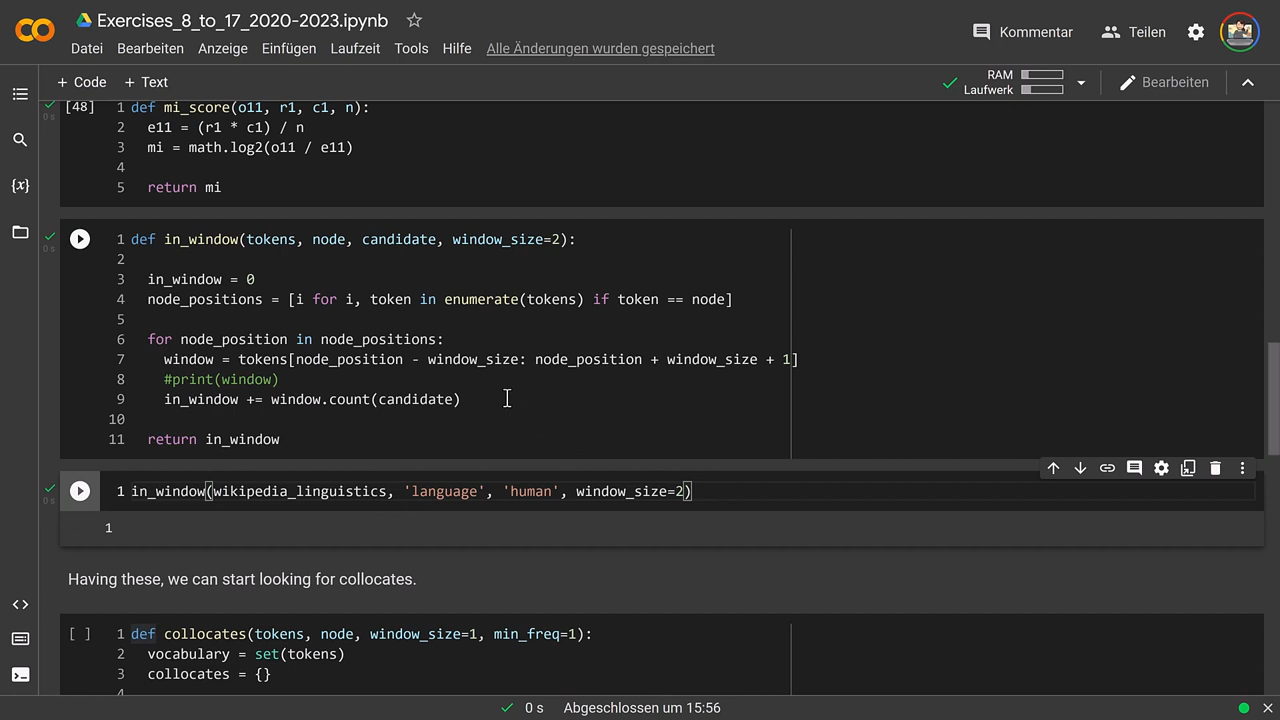 Exercises_8_to_17_2020-2023.ipynb
Kommentar
Teilen
Datei Bearbeiten Anzeige Einfügen Laufzeit Tools Hilfe Alle Änderungen wurden gespeichert
+ Code + Text
RAM
Laufwerk
Bearbeiten
[48] 1 def mi_score(o11, r1, c1, n):
0 s
2 e11 = (r1 * c1) / n
3 mi = math.log2(o11 / e11)
4
5 return mi
1 def in_window(tokens, node, candidate, window_size=2):
0 s
2
3 in_window = 0
4 node_positions = [i for i, token in enumerate(tokens) if token == node]
5
6 for node_position in node_positions:
7 window = tokens[node_position - window_size: node_position + window_size + 1]
8 #print(window)
9 in_window += window.count(candidate)
10
11 return in_window
1 in_window(wikipedia_linguistics, 'language', 'human', window_size=2)
0 s
1
Having these, we can start looking for collocates.
[ ] 1 def collocates(tokens, node, window_size=1, min_freq=1):
2 vocabulary = set(tokens)
3 collocates = {}
4
0 s Abgeschlossen um 15:56